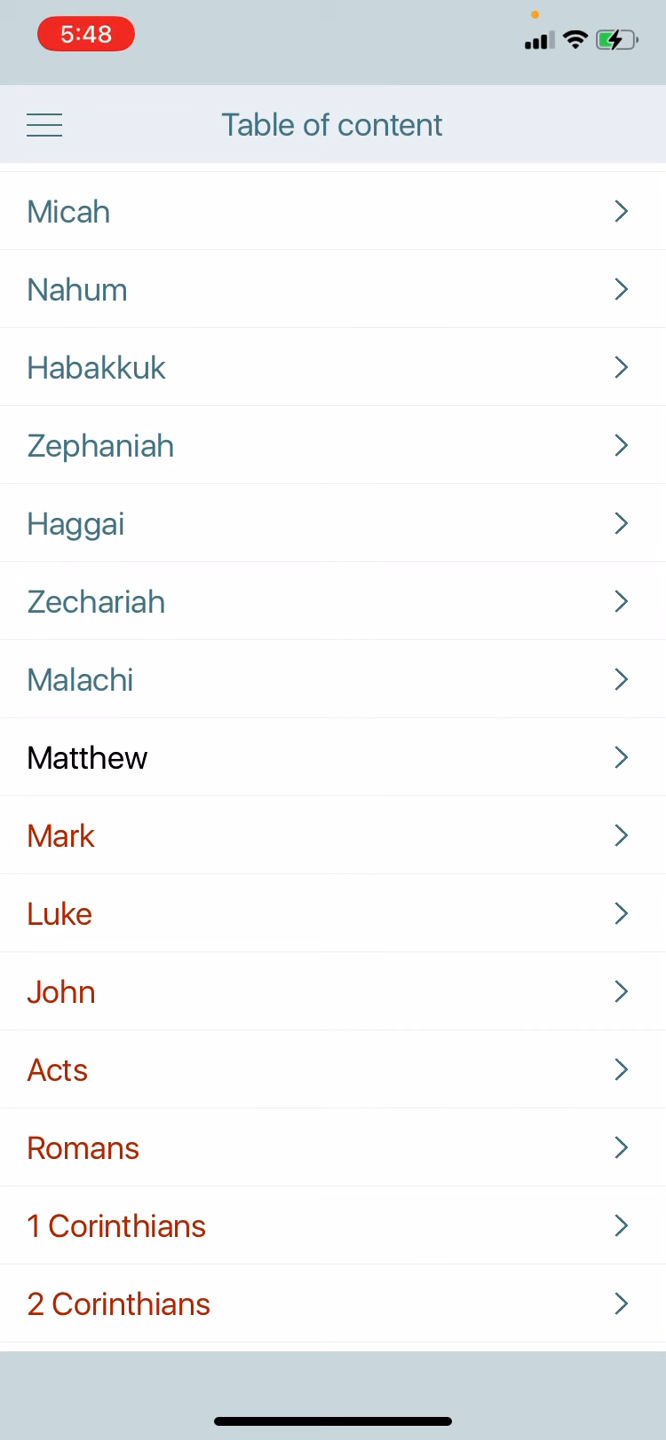 5:48
Table of content
Micah
Nahum
Habakkuk
Zephaniah
Haggai
Zechariah
Malachi
Matthew
Mark
Luke
John
Acts
Romans
1 Corinthians
2 Corinthians